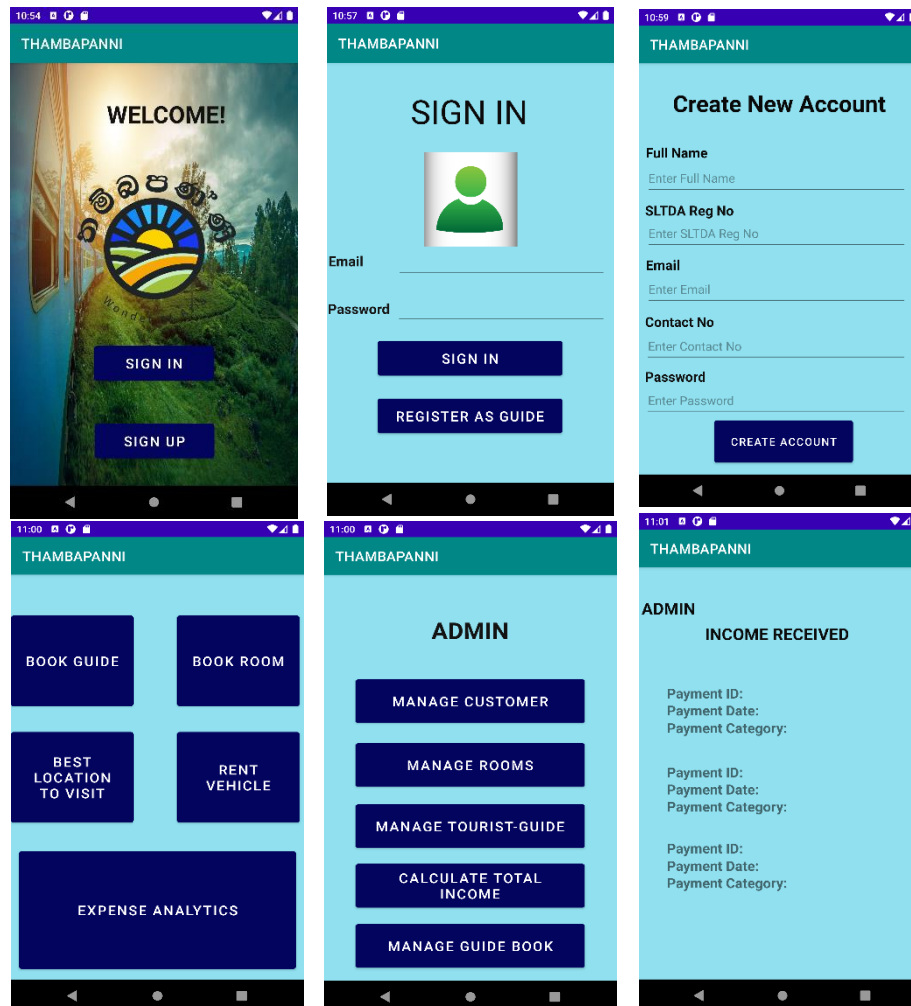 10:54
THAMBAPANNI
WELCOME!
තම්බපණ්ණි
SIGN IN
SIGN UP
10:57
THAMBAPANNI
SIGN IN
Email
Password
SIGN IN
REGISTER AS GUIDE
10:59
THAMBAPANNI
Create New Account
Full Name
Enter Full Name
SLTDA Reg No
Enter SLTDA Reg No
Email
Enter Email
Contact No
Enter Contact No
Password
Enter Password
CREATE ACCOUNT
11:00
THAMBAPANNI
BOOK GUIDE
BOOK ROOM
BEST
LOCATION
TO VISIT
RENT
VEHICLE
EXPENSE ANALYTICS
11:00
THAMBAPANNI
ADMIN
MANAGE CUSTOMER
MANAGE ROOMS
MANAGE TOURIST-GUIDE
CALCULATE TOTAL
INCOME
MANAGE GUIDE BOOK
11:01
THAMBAPANNI
ADMIN
INCOME RECEIVED
Payment ID:
Payment Date:
Payment Category:
Payment ID:
Payment Date:
Payment Category:
Payment ID:
Payment Date:
Payment Category: